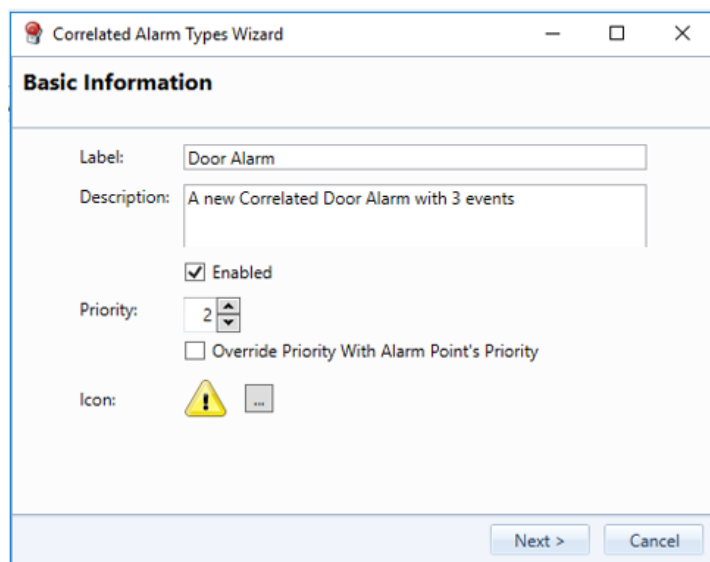 Correlated Alarm Types Wizard
Basic Information
Label: Door Alarm
Description: A new Correlated Door Alarm with 3 events
Enabled
Priority: 2
Override Priority With Alarm Point's Priority
Icon: ...
Next > Cancel